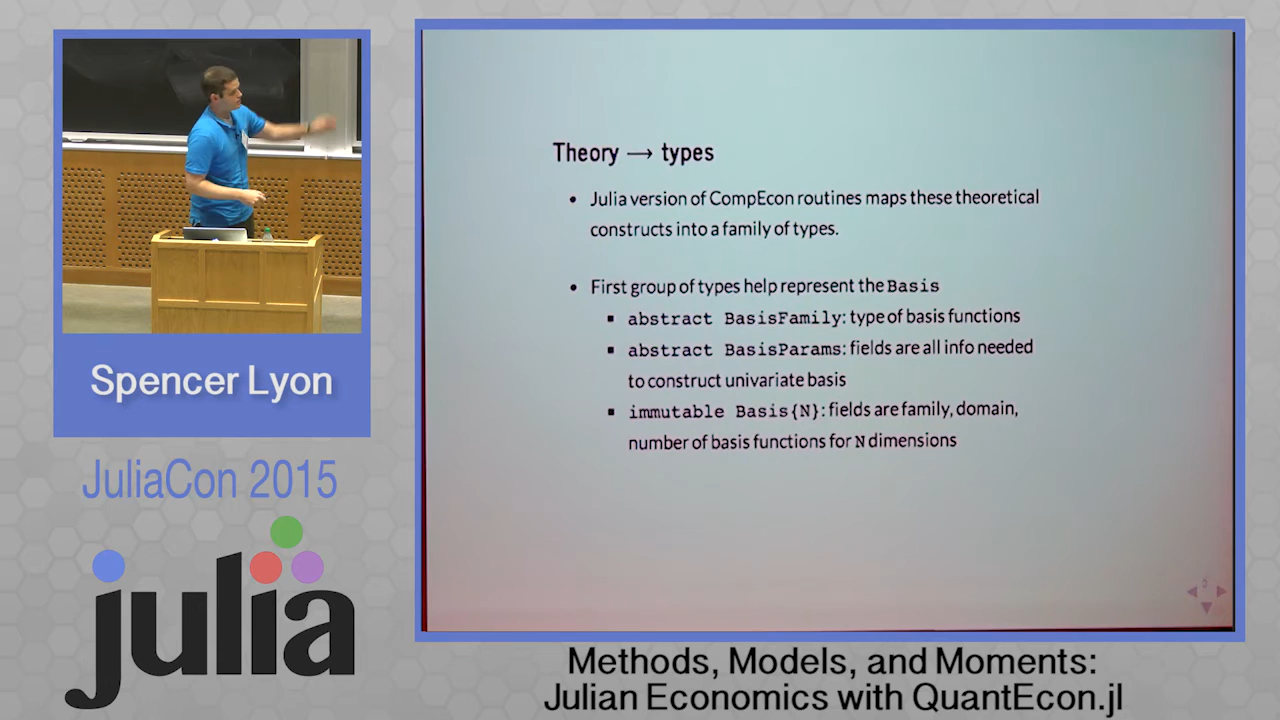 Spencer Lyon
JuliaCon 2015
julia
Theory → types
• Julia version of CompEcon routines maps these theoretical
constructs into a family of types.
• First group of types help represent the Basis
▪ abstract BasisFamily: type of basis functions
▪ abstract BasisParams: fields are all info needed
to construct univariate basis
▪ immutable Basis{N}: fields are family, domain,
number of basis functions for N dimensions
Methods, Models, and Moments:
Julian Economics with QuantEcon.jl